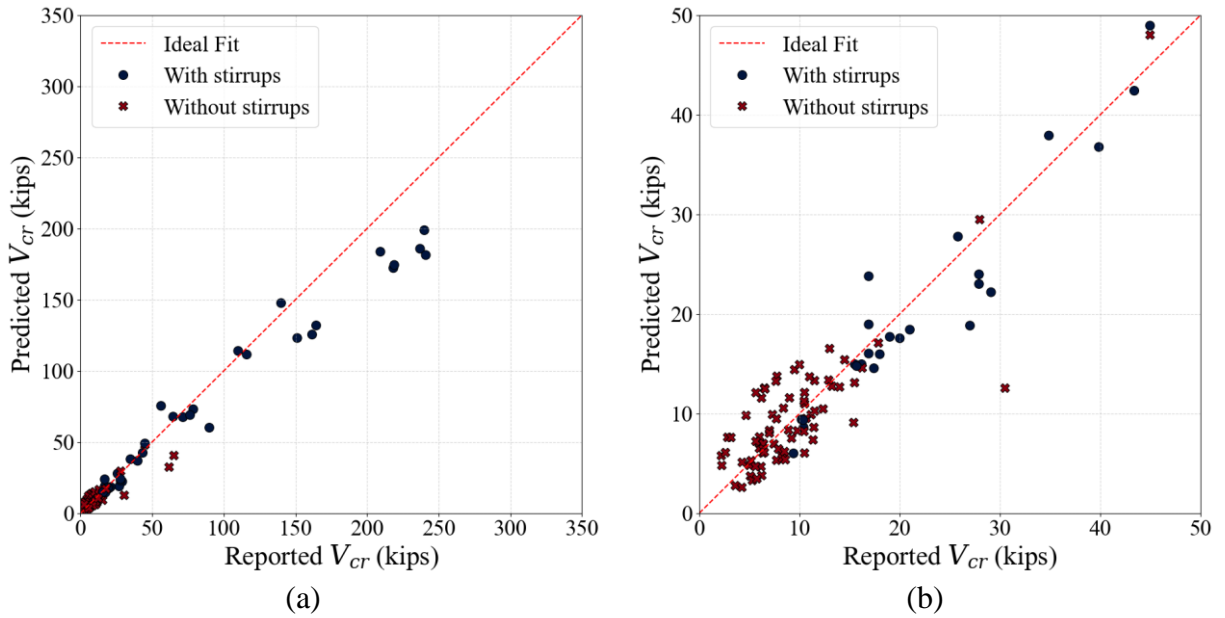 350
300
250
200
150
100
50
0
Predicted V_cr (kips)
Ideal Fit
With stirrups
Without stirrups
0 50 100 150 200 250 300 350
Reported V_cr (kips)
(a)
50
40
30
20
10
0
Predicted V_cr (kips)
Ideal Fit
With stirrups
Without stirrups
0 10 20 30 40 50
Reported V_cr (kips)
(b)